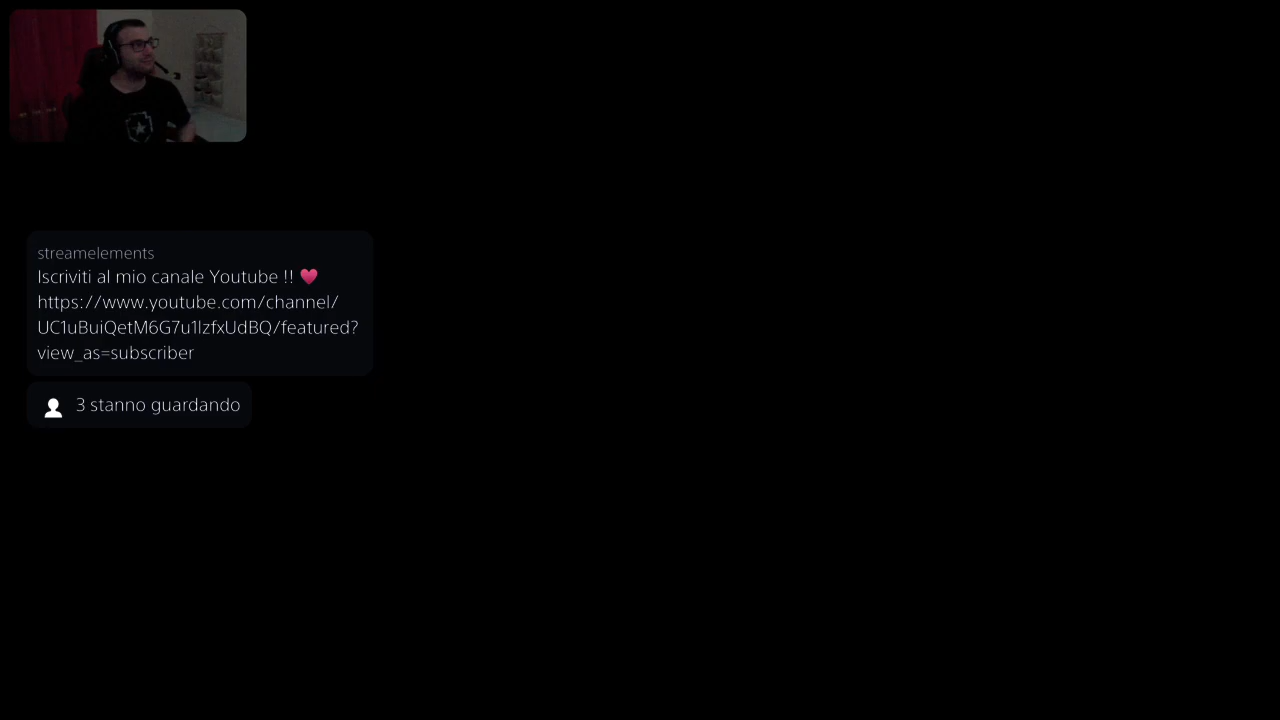 streamelements
Iscriviti al mio canale Youtube !! ♥
https://www.youtube.com/channel/
UC1uBuiQetM6G7u1lzfxUdBQ/featured?
view_as=subscriber
3 stanno guardando